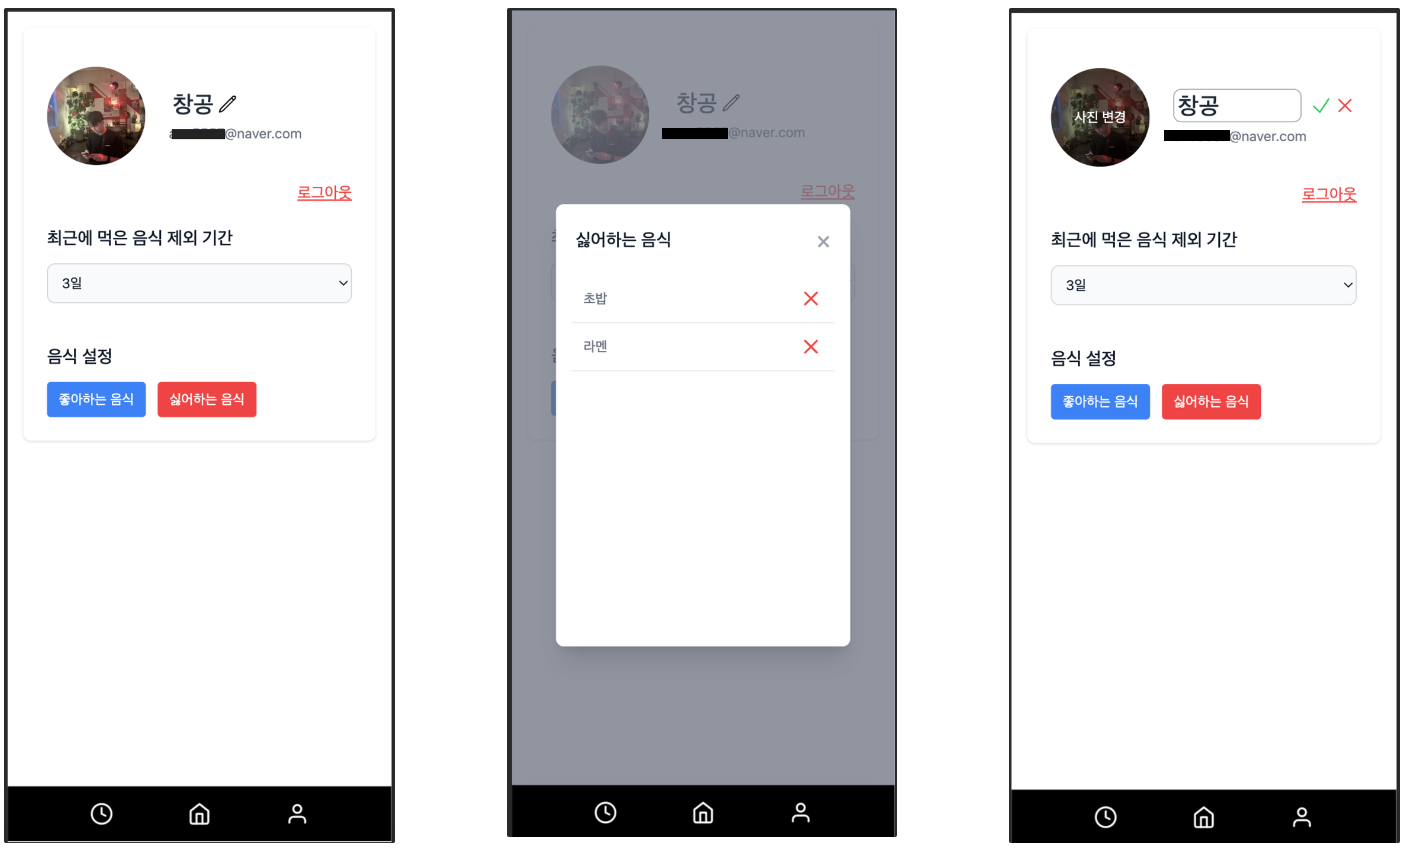 창공
@naver.com
로그아웃
최근에 먹은 음식 제외 기간
3일
음식 설정
좋아하는 음식 싫어하는 음식
창공
@naver.com
로그아웃
싫어하는 음식
초밥
라멘
사진 변경
창공
@naver.com
로그아웃
최근에 먹은 음식 제외 기간
3일
음식 설정
좋아하는 음식 싫어하는 음식